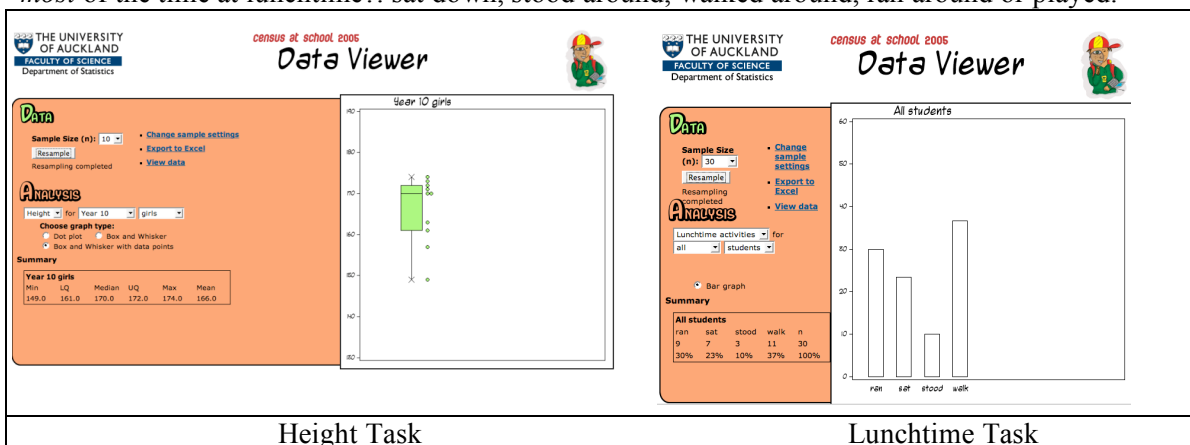 most of the time at lunchtime?: sat down, stood around, walked around, ran around or played.
THE UNIVERSITY
OF AUCKLAND
FACULTY OF SCIENCE
Department of Statistics
census at school 2005
Data Viewer
DATA
Sample Size (n): 10
Resample
Resampling completed
• Change sample settings
• Export to Excel
• View data
ANALYSIS
Height for Year 10 girls
Choose graph type:
Dot plot Box and Whisker
Box and Whisker with data points
Summary
Year 10 girls
Min LQ Median UQ Max Mean
149.0 161.0 170.0 172.0 174.0 166.0
Year 10 girls
190
180
170
160
150
140
130
Height Task
THE UNIVERSITY
OF AUCKLAND
FACULTY OF SCIENCE
Department of Statistics
census at school 2005
Data Viewer
DATA
Sample Size
(n): 30
Resample
Resampling
completed
• Change
sample
settings
• Export to
Excel
• View data
ANALYSIS
Lunchtime activities for
all students
Bar graph
Summary
All students
ran sat stood walk n
9 7 3 11 30
30% 23% 10% 37% 100%
All students
60
50
40
30
20
10
0
ran sat stood walk
Lunchtime Task